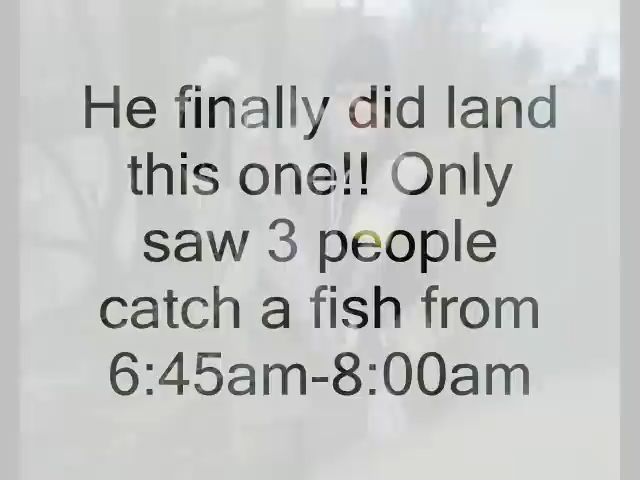 He finally did land
this one!! Only
saw 3 people
catch a fish from
6:45am-8:00am